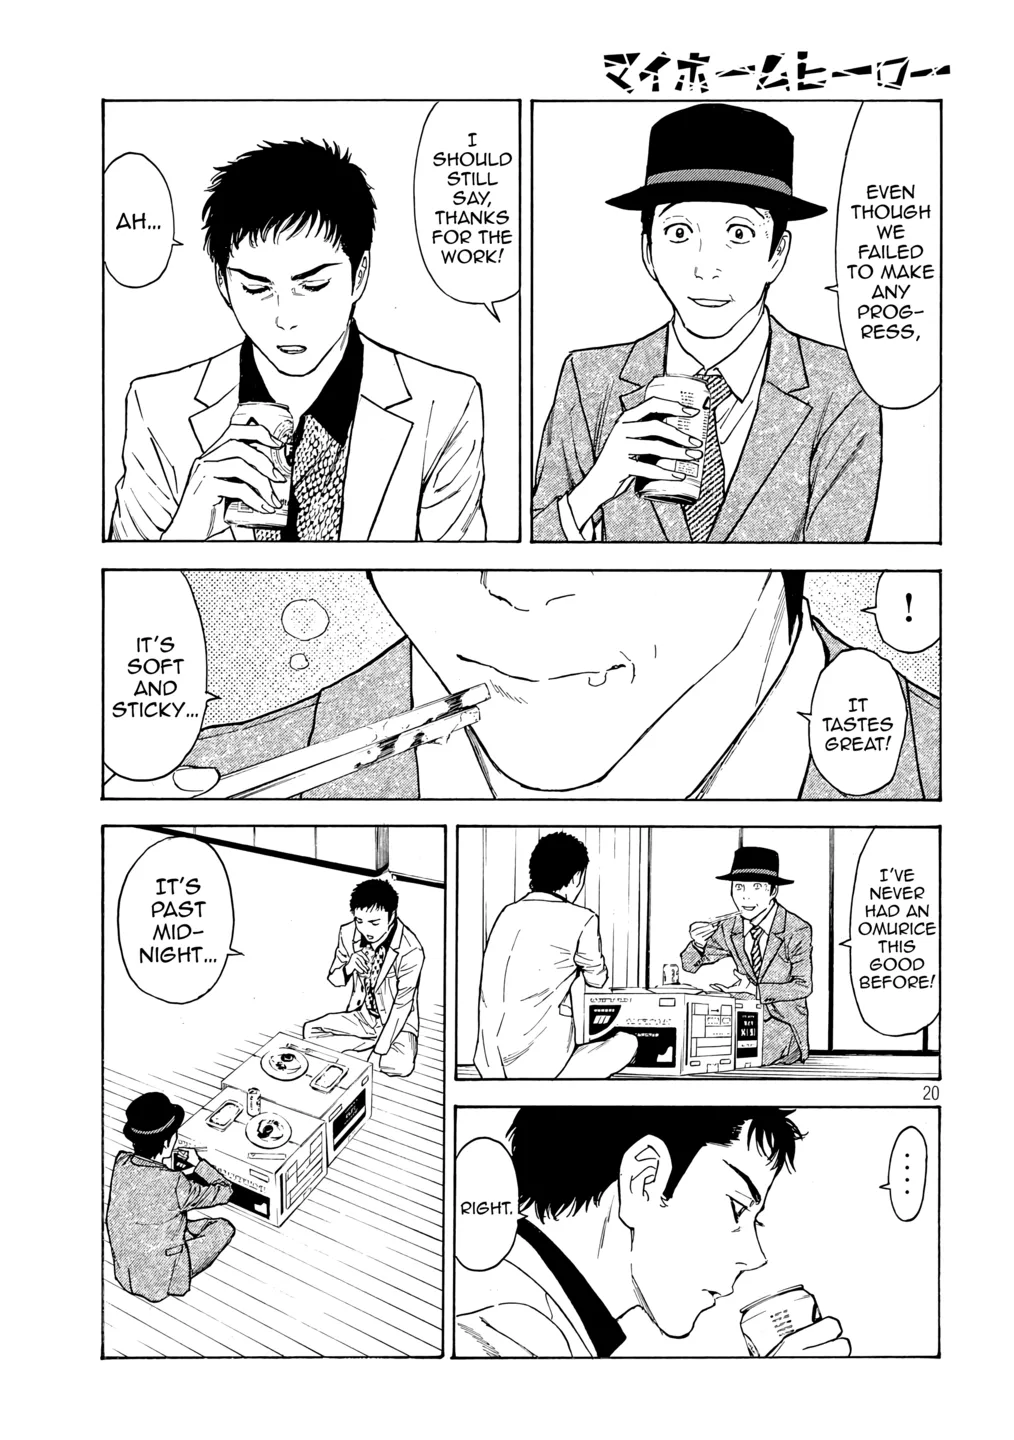 マイホームヒーロー
EVEN
THOUGH
WE
FAILED
TO MAKE
ANY
PROG-
RESS,
I
SHOULD
STILL
SAY,
THANKS
FOR THE
WORK!
AH...
!
IT
TASTES
GREAT!
IT'S
SOFT
AND
STICKY...
I'VE
NEVER
HAD AN
OMURICE
THIS
GOOD
BEFORE!
IT'S
PAST
MID-
NIGHT...
20
....
RIGHT.